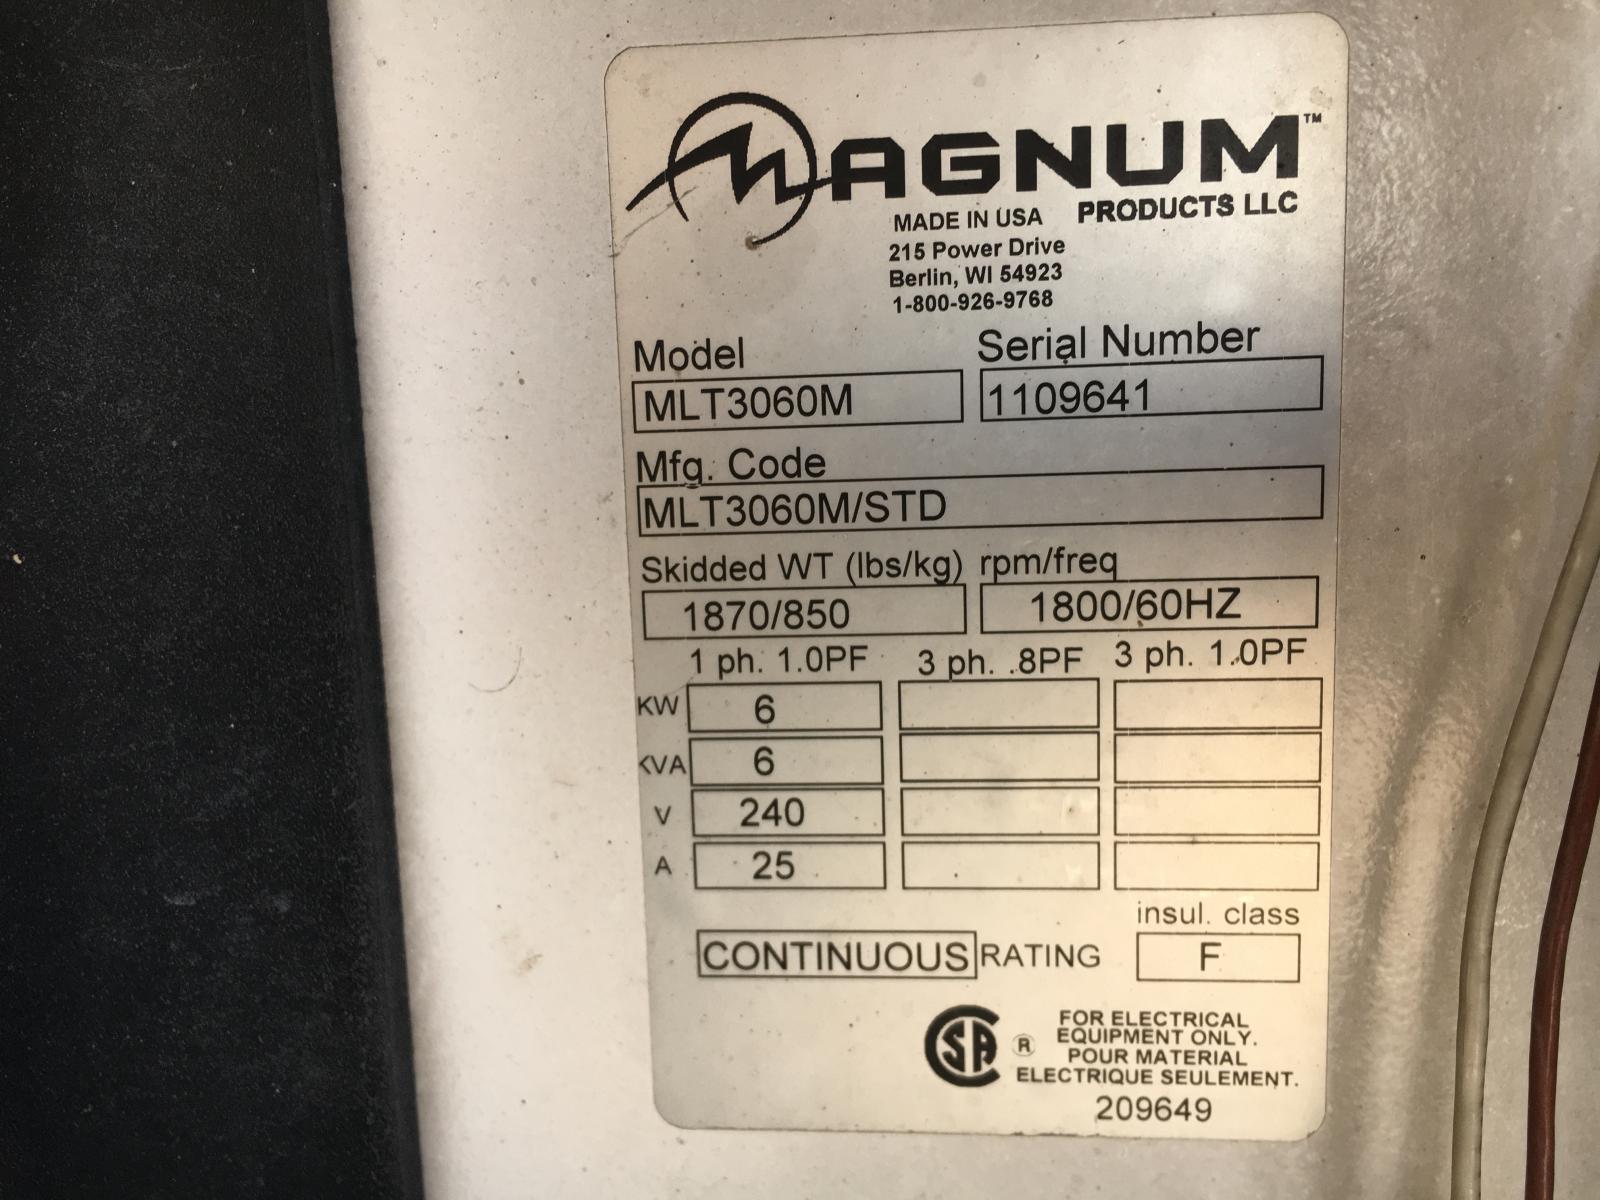 MAGNUM™
PRODUCTS LLC
MADE IN USA
215 Power Drive
Berlin, WI 54923
1-800-926-9768
Model Serial Number
MLT3060M 1109641
Mfg. Code
MLT3060M/STD
Skidded WT (lbs/kg) rpm/freq
1870/850 1800/60HZ
1 ph. 1.0PF 3 ph. .8PF 3 ph. 1.0PF
KW 6
KVA 6
V 240
A 25
insul. class
CONTINUOUS RATING F
SA ® FOR ELECTRICAL
EQUIPMENT ONLY.
POUR MATERIAL
ELECTRIQUE SEULEMENT.
209649